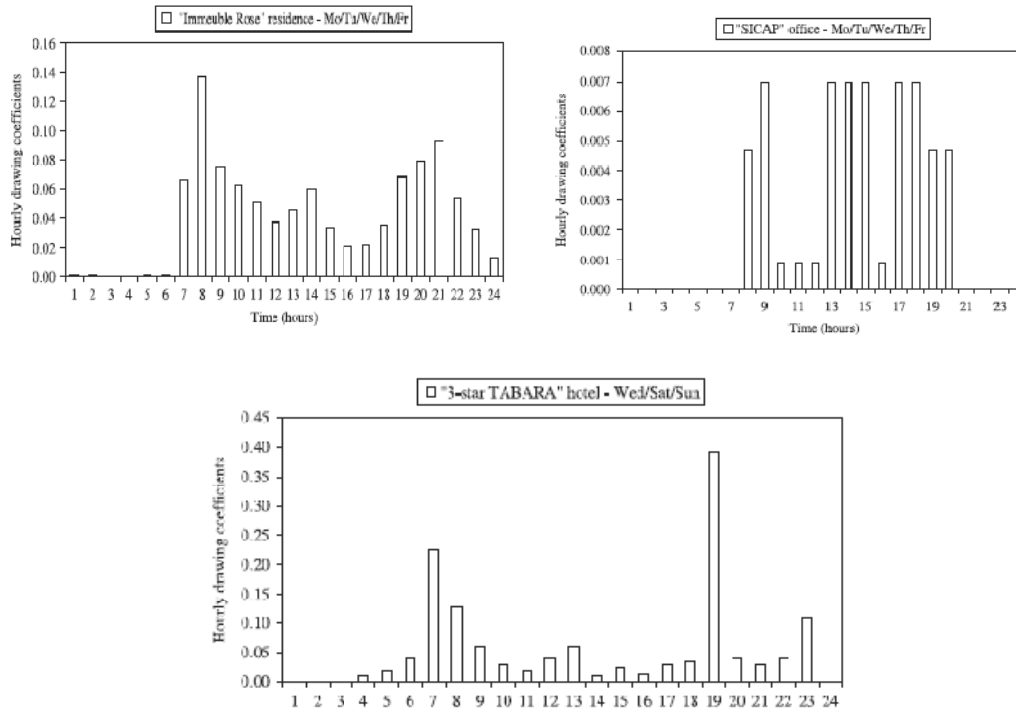 "Immeuble Rose" residence - Mo/Tu/We/Th/Fr
0.16
0.14
0.12
0.10
0.08
0.06
0.04
0.02
0.00
Hourly drawing coefficients
1 2 3 4 5 6 7 8 9 10 11 12 13 14 15 16 17 18 19 20 21 22 23 24
Time (hours)
"SICAP" office - Mo/Tu/We/Th/Fr
0.008
0.007
0.006
0.005
0.004
0.003
0.002
0.001
0.000
Hourly drawing coefficients
1 3 5 7 9 11 13 15 17 19 21 23
Time (hours)
"3-star TABARA" hotel - Wed/Sat/Sun
0.45
0.40
0.35
0.30
0.25
0.20
0.15
0.10
0.05
0.00
Hourly drawing coefficients
1 2 3 4 5 6 7 8 9 10 11 12 13 14 15 16 17 18 19 20 21 22 23 24